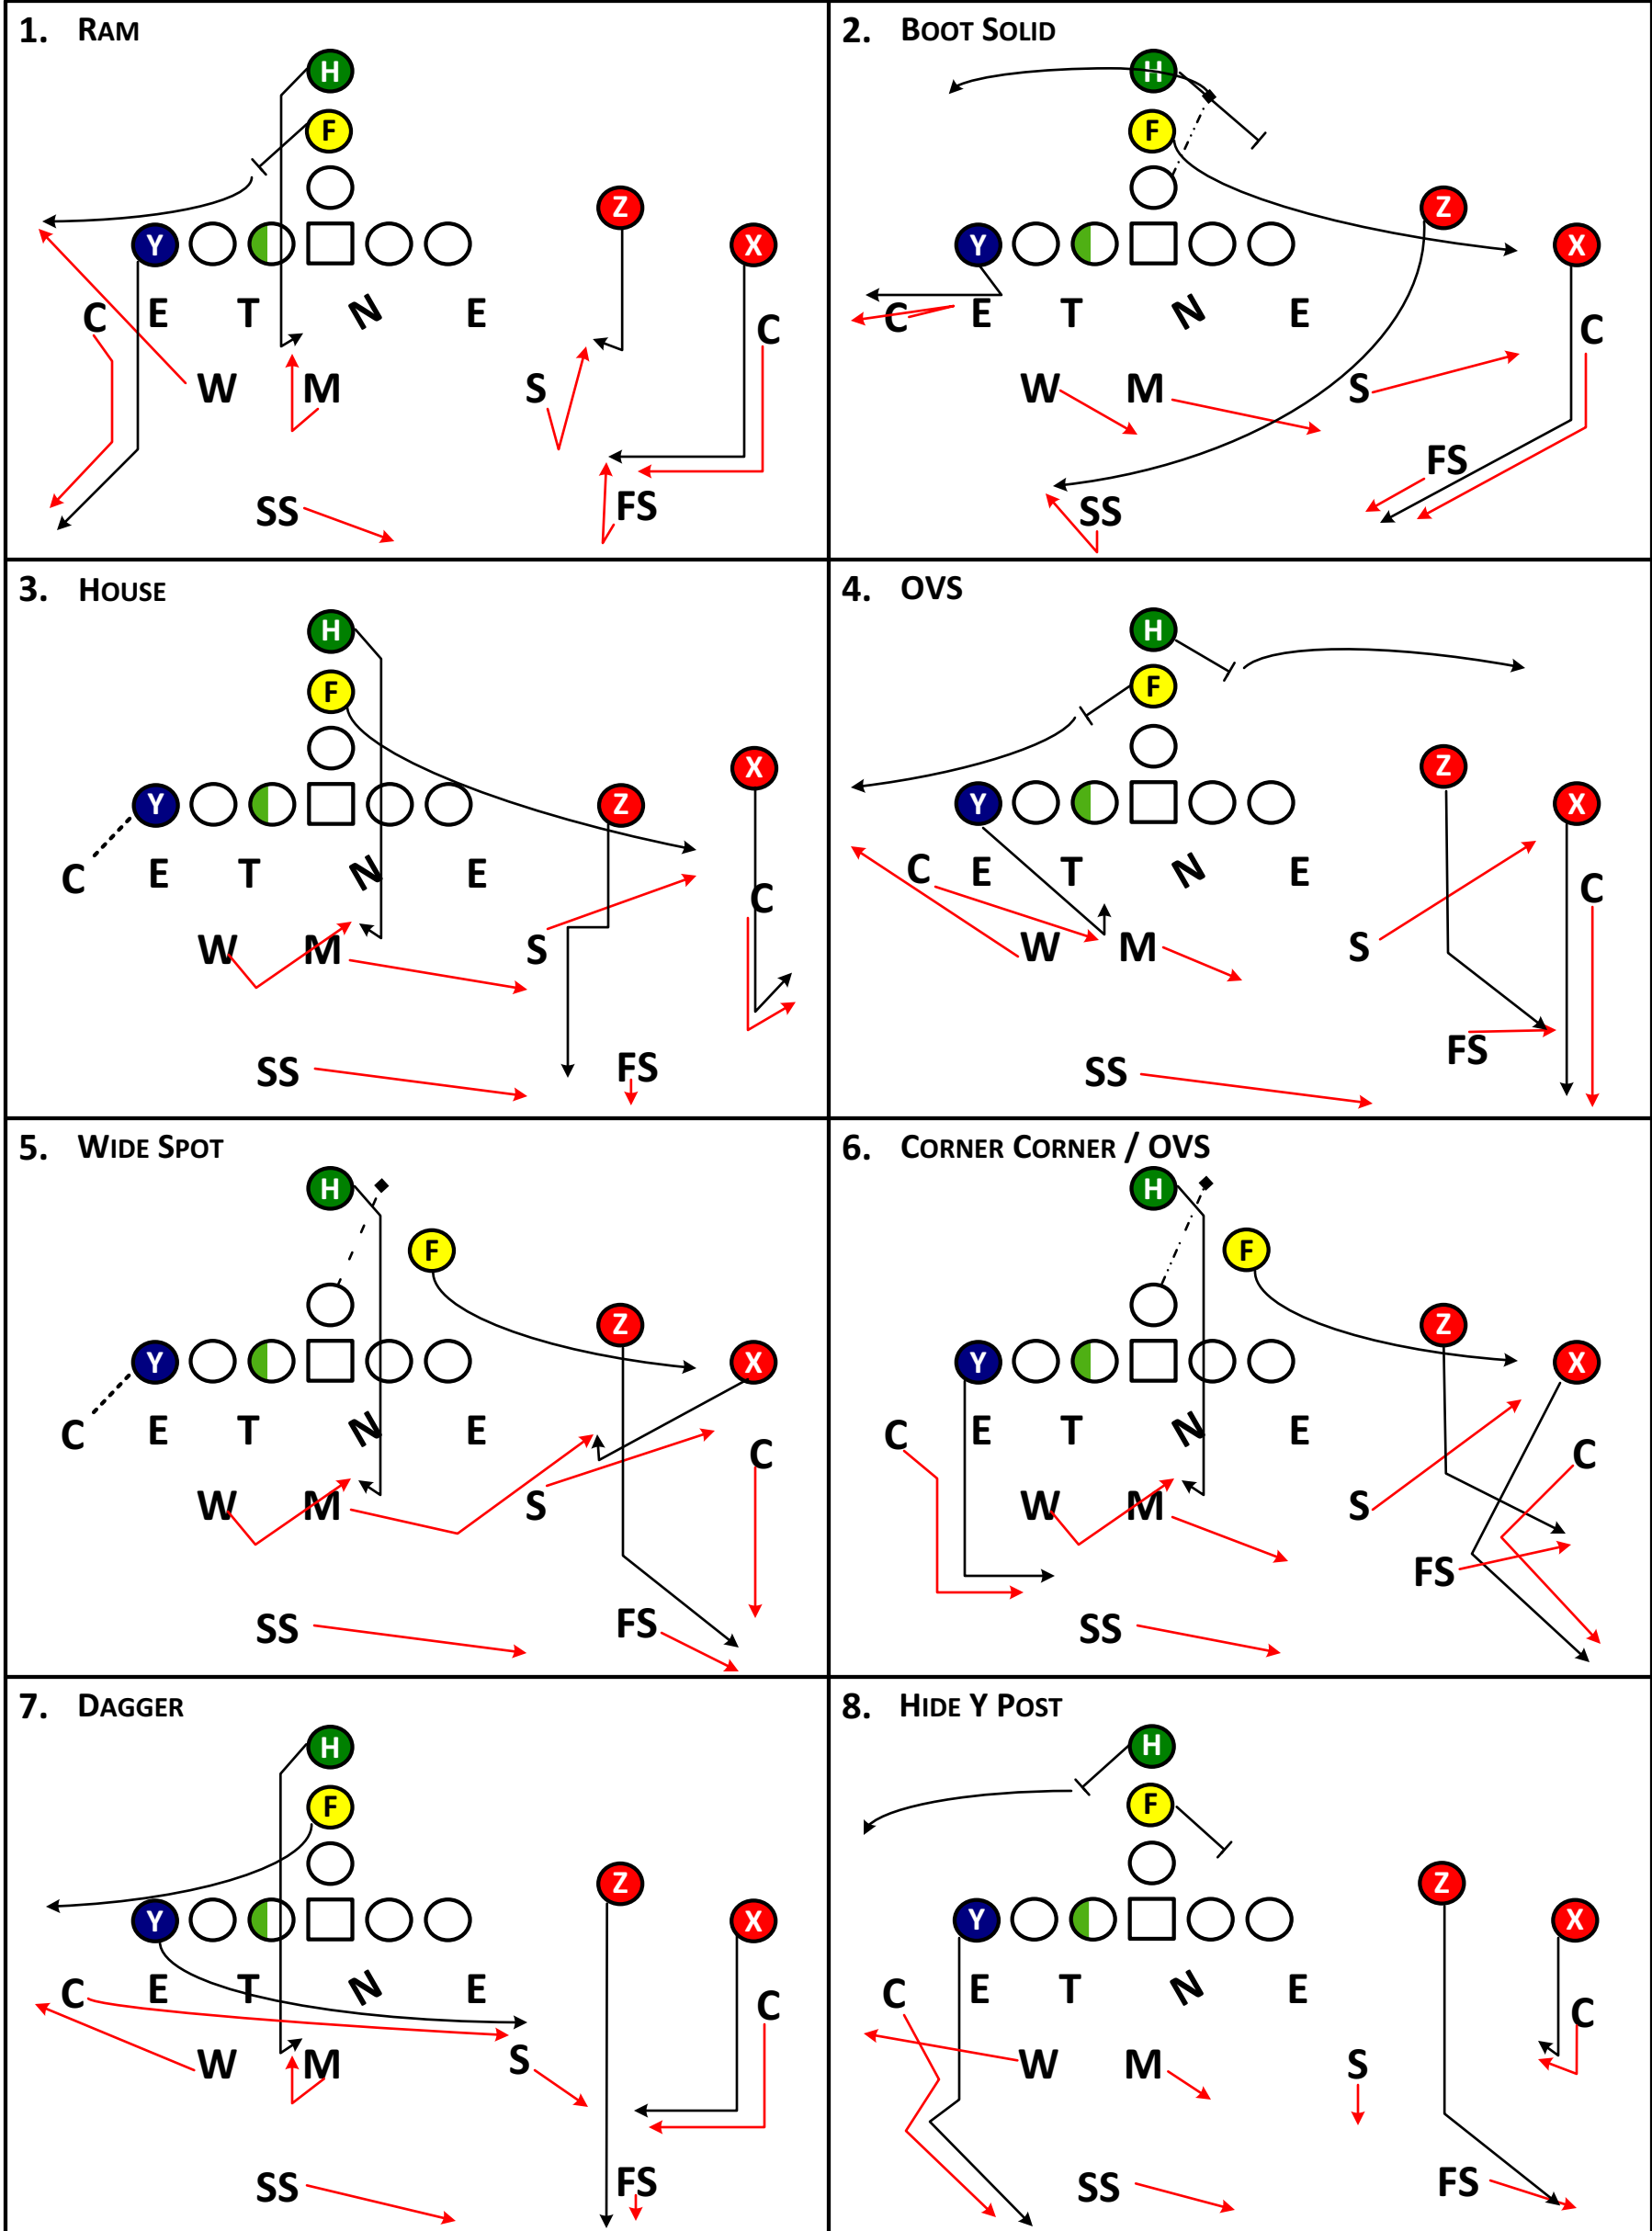 1. RAM
H
F
Z
Y X
C E T N E C
W M S
SS FS
2. BOOT SOLID
H
F
Z
Y X
C E T N E C
W M S
FS
SS
3. HOUSE
H
F
X
Y Z
C E T N E C
W M S
SS FS
4. OVS
H
F
Z
Y X
C E T N E C
W M S
SS FS
5. WIDE SPOT
H
F
Z
Y X
C E T N E C
W M S
SS FS
6. CORNER CORNER / OVS
H
F
Z
Y X
C E T N E C
W M S
FS
SS
7. DAGGER
H
F
Z
Y X
C E T N E C
W M S
SS FS
8. HIDE Y POST
H
F
Z
Y X
C E T N E C
W M S
SS FS